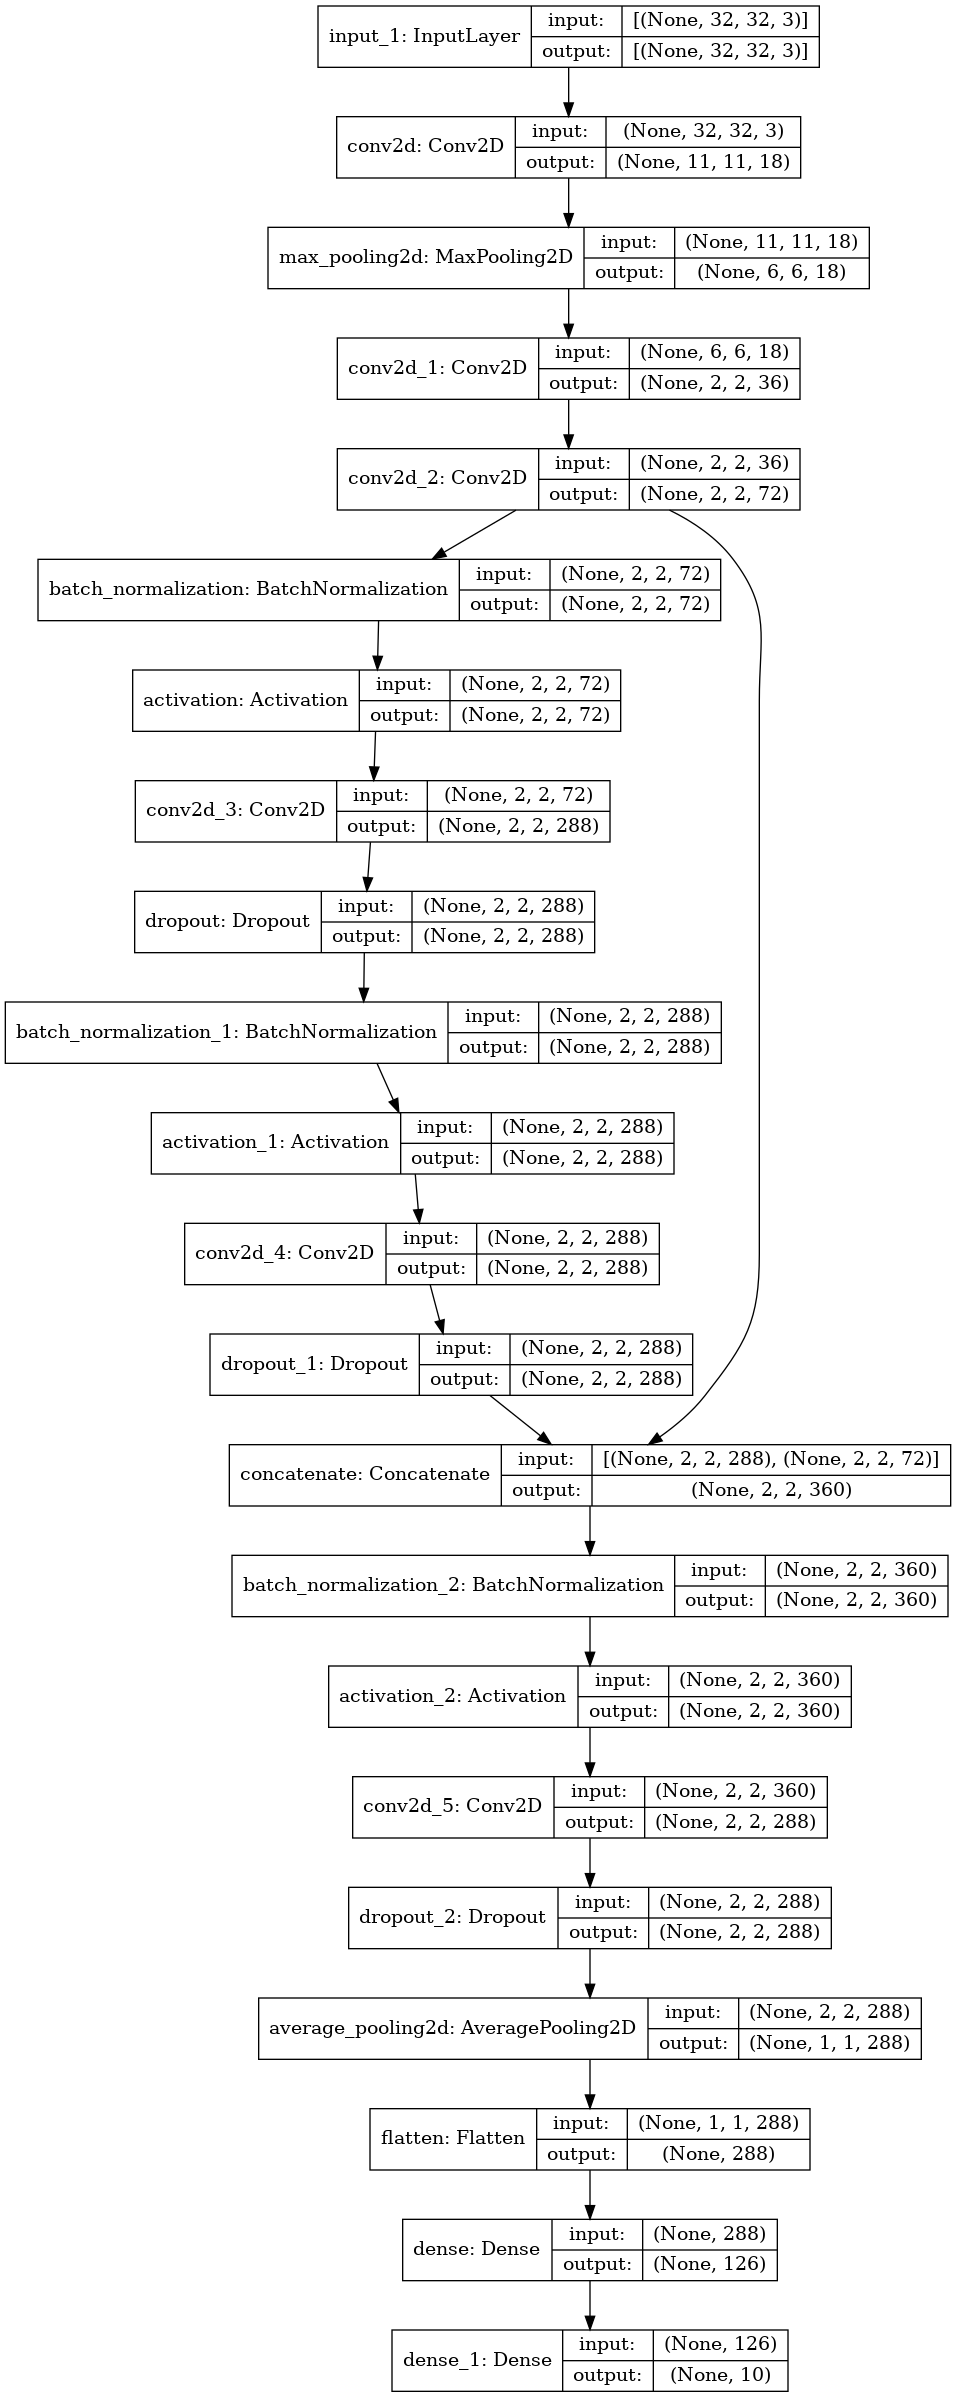 input_1: InputLayer
input: [(None, 32, 32, 3)]
output: [(None, 32, 32, 3)]
conv2d: Conv2D
input: (None, 32, 32, 3)
output: (None, 11, 11, 18)
max_pooling2d: MaxPooling2D
input: (None, 11, 11, 18)
output: (None, 6, 6, 18)
conv2d_1: Conv2D
input: (None, 6, 6, 18)
output: (None, 2, 2, 36)
conv2d_2: Conv2D
input: (None, 2, 2, 36)
output: (None, 2, 2, 72)
batch_normalization: BatchNormalization
input: (None, 2, 2, 72)
output: (None, 2, 2, 72)
activation: Activation
input: (None, 2, 2, 72)
output: (None, 2, 2, 72)
conv2d_3: Conv2D
input: (None, 2, 2, 72)
output: (None, 2, 2, 288)
dropout: Dropout
input: (None, 2, 2, 288)
output: (None, 2, 2, 288)
batch_normalization_1: BatchNormalization
input: (None, 2, 2, 288)
output: (None, 2, 2, 288)
activation_1: Activation
input: (None, 2, 2, 288)
output: (None, 2, 2, 288)
conv2d_4: Conv2D
input: (None, 2, 2, 288)
output: (None, 2, 2, 288)
dropout_1: Dropout
input: (None, 2, 2, 288)
output: (None, 2, 2, 288)
concatenate: Concatenate
input: [(None, 2, 2, 288), (None, 2, 2, 72)]
output: (None, 2, 2, 360)
batch_normalization_2: BatchNormalization
input: (None, 2, 2, 360)
output: (None, 2, 2, 360)
activation_2: Activation
input: (None, 2, 2, 360)
output: (None, 2, 2, 360)
conv2d_5: Conv2D
input: (None, 2, 2, 360)
output: (None, 2, 2, 288)
dropout_2: Dropout
input: (None, 2, 2, 288)
output: (None, 2, 2, 288)
average_pooling2d: AveragePooling2D
input: (None, 2, 2, 288)
output: (None, 1, 1, 288)
flatten: Flatten
input: (None, 1, 1, 288)
output: (None, 288)
dense: Dense
input: (None, 288)
output: (None, 126)
dense_1: Dense
input: (None, 126)
output: (None, 10)